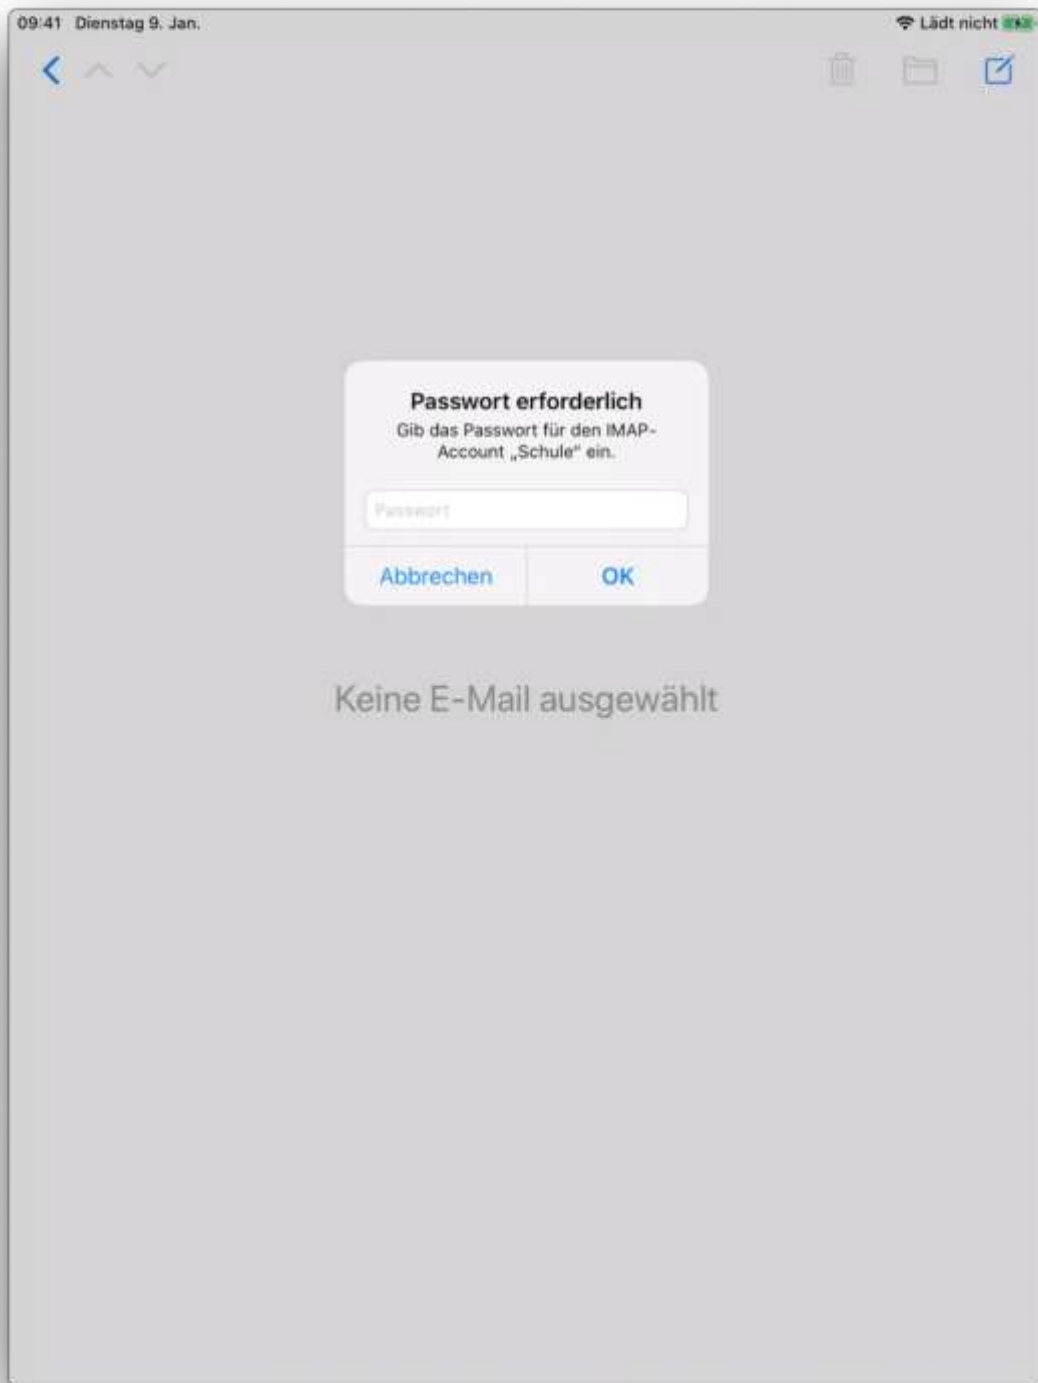 09:41 Dienstag 9. Jan.
Lädt nicht
Passwort erforderlich
Gib das Passwort für den IMAP-
Account „Schule“ ein.
Passwort
Abbrechen
OK
Keine E-Mail ausgewählt